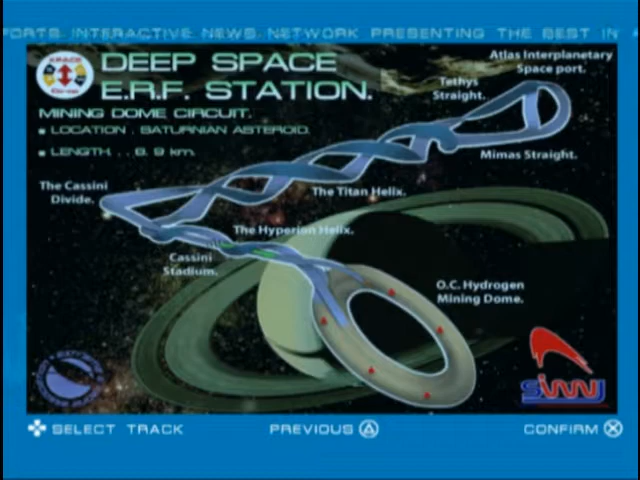 PORTS INTERACTIVE NEWS NETWORK PRESENTING THE BEST IN
DEEP SPACE
E.R.F. STATION.
MINING DOME CIRCUIT.
LOCATION . SATURNIAN ASTEROID.
LENGTH . . . 8. 9 km.
Atlas Interplanetary
Space port.
Tethys
Straight.
Mimas Straight.
The Cassini
Divide.
The Titan Helix.
The Hyperion Helix.
Cassini
Stadium.
O.C. Hydrogen
Mining Dome.
SELECT TRACK
PREVIOUS
CONFIRM